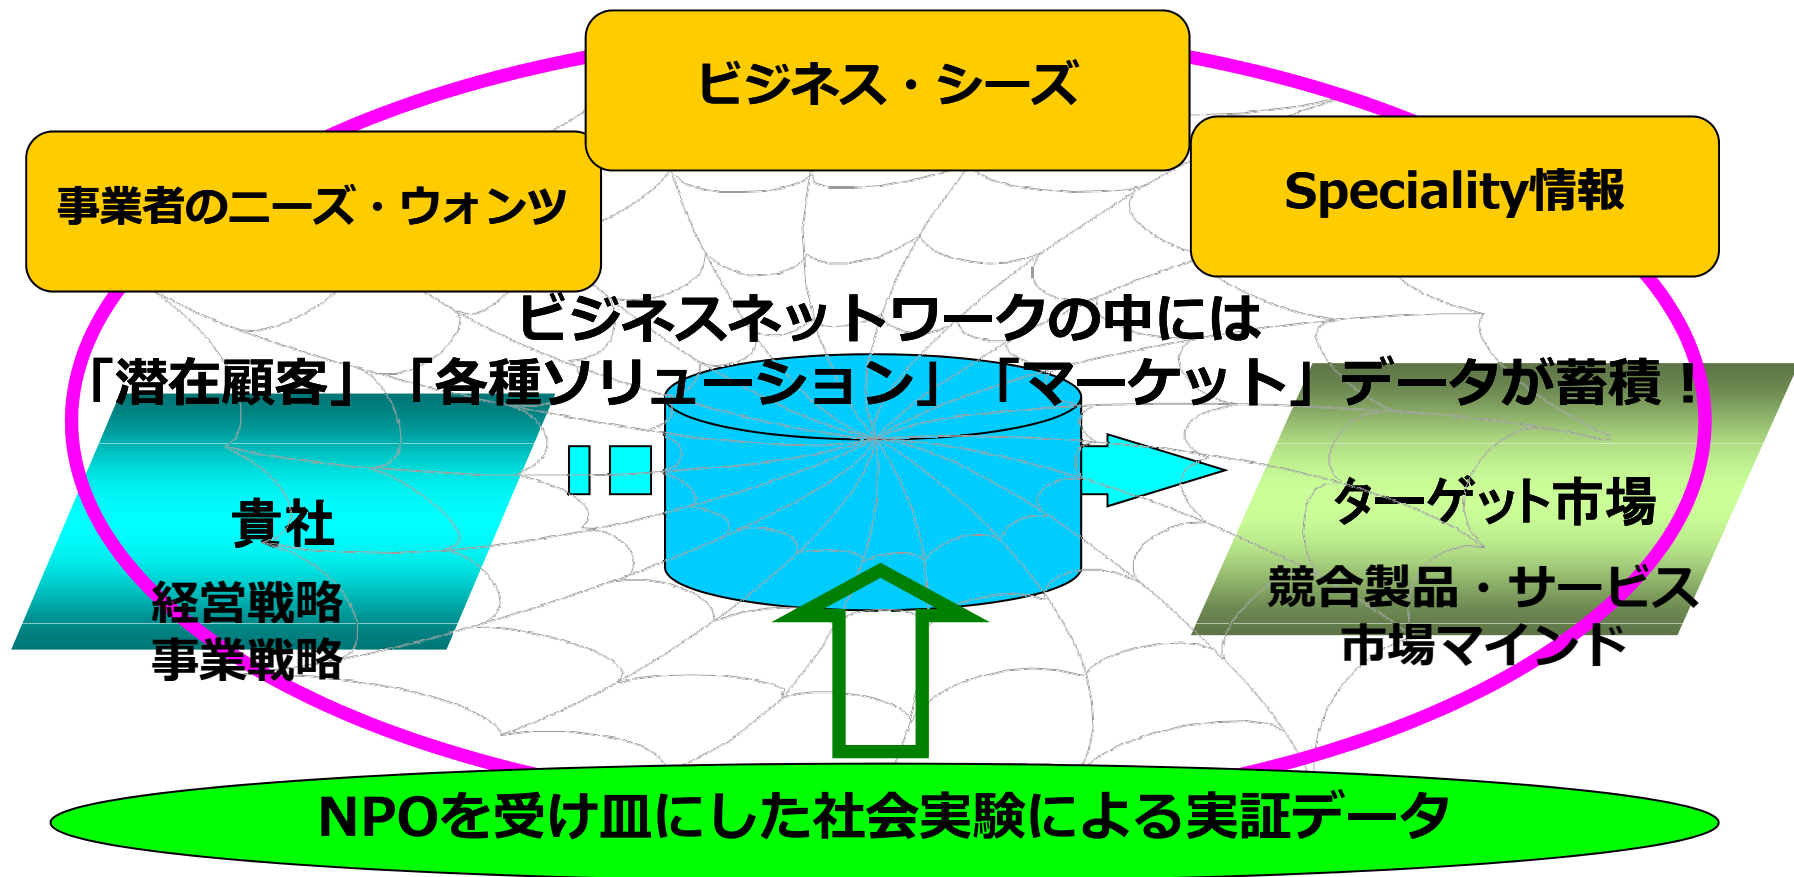 ビジネス・シーズ
事業者のニーズ・ウォンツ
Speciality情報
ビジネスネットワークの中には
「潜在顧客」「各種ソリューション」「マーケット」データが蓄積！
貴社
経営戦略
事業戦略
ターゲット市場
競合製品・サービス
市場マインド
NPOを受け皿にした社会実験による実証データ